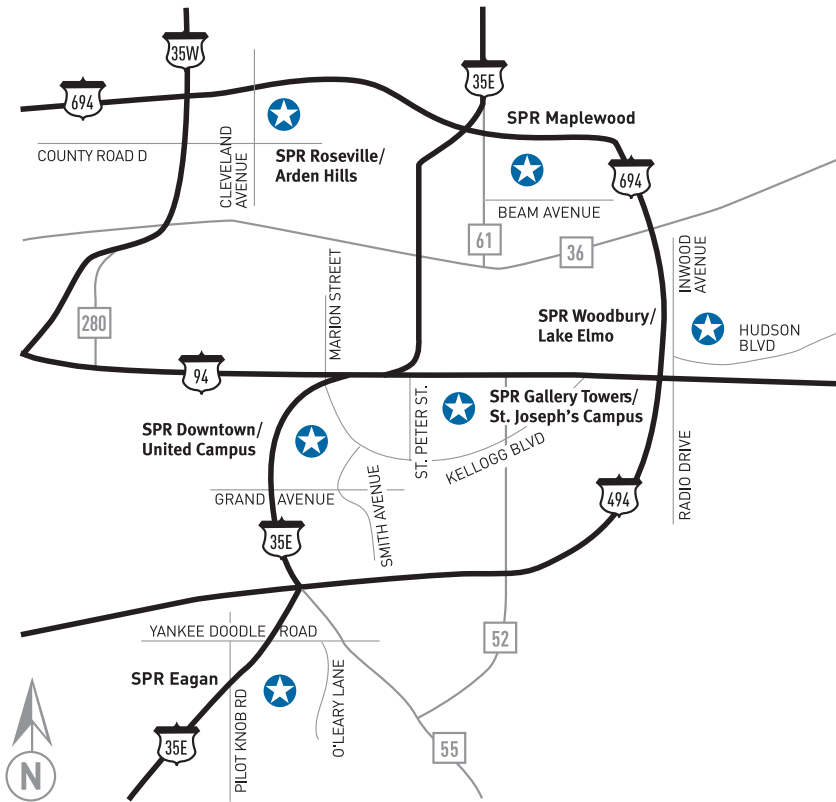 35W
35E
694
SPR Maplewood
COUNTY ROAD D
CLEVELAND
AVENUE
SPR Roseville/
Arden Hills
694
BEAM AVENUE
61
36
INWOOD
AVENUE
MARION STREET
280
SPR Woodbury/
Lake Elmo
HUDSON
BLVD
94
ST. PETER ST.
SPR Gallery Towers/
St. Joseph's Campus
SPR Downtown/
United Campus
KELLOGG BLVD
RADIO DRIVE
GRAND AVENUE
SMITH AVENUE
494
35E
YANKEE DOODLE ROAD
52
SPR Eagan
PILOT KNOB RD
O'LEARY LANE
35E
55
N